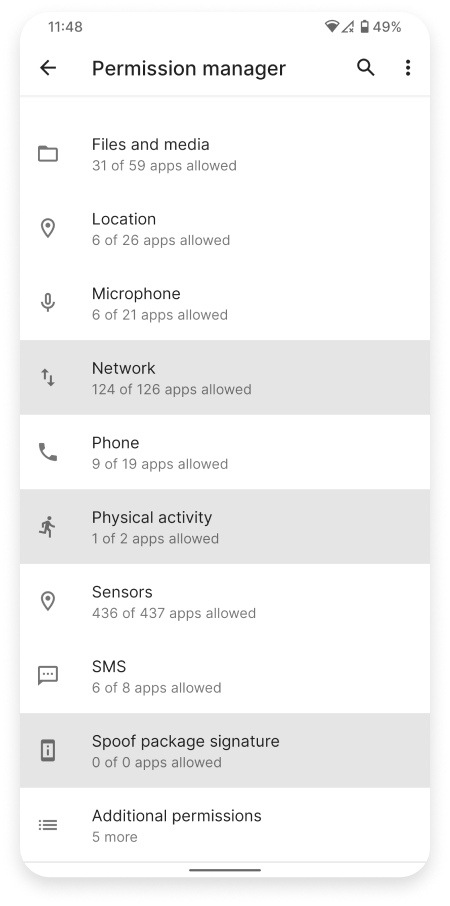 11:48 49%
Permission manager
Files and media
31 of 59 apps allowed
Location
6 of 26 apps allowed
Microphone
6 of 21 apps allowed
Network
124 of 126 apps allowed
Phone
9 of 19 apps allowed
Physical activity
1 of 2 apps allowed
Sensors
436 of 437 apps allowed
SMS
6 of 8 apps allowed
Spoof package signature
0 of 0 apps allowed
Additional permissions
5 more